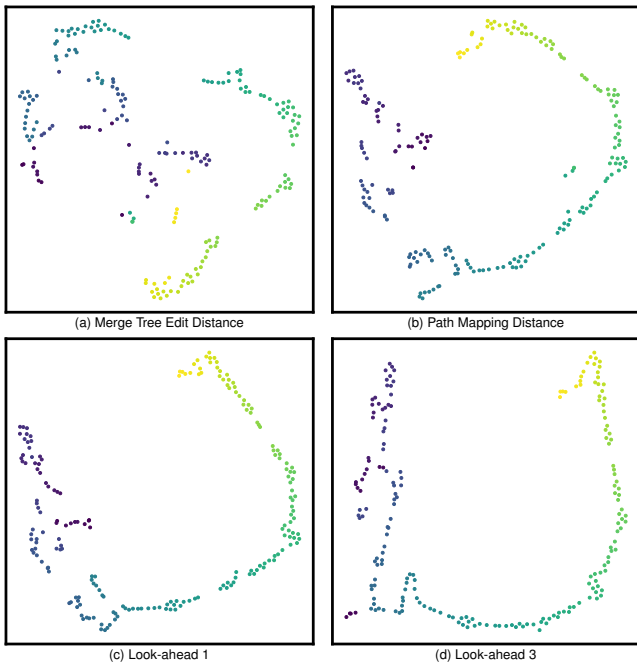 (a) Merge Tree Edit Distance
(b) Path Mapping Distance
(c) Look-ahead 1
(d) Look-ahead 3